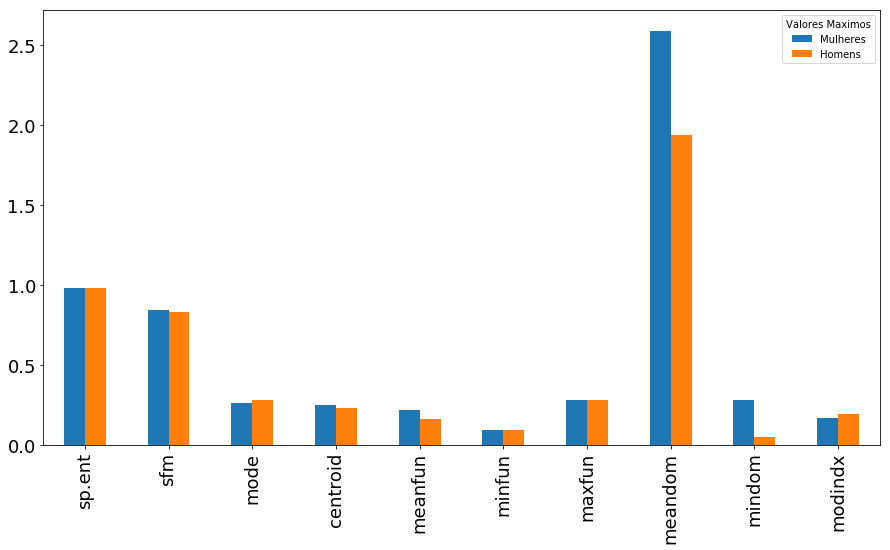 Valores Maximos
Mulheres
Homens
2.5
2.0
1.5
1.0
0.5
0.0
sp.ent
sfm
mode
centroid
meanfun
minfun
maxfun
meandom
mindom
modindx